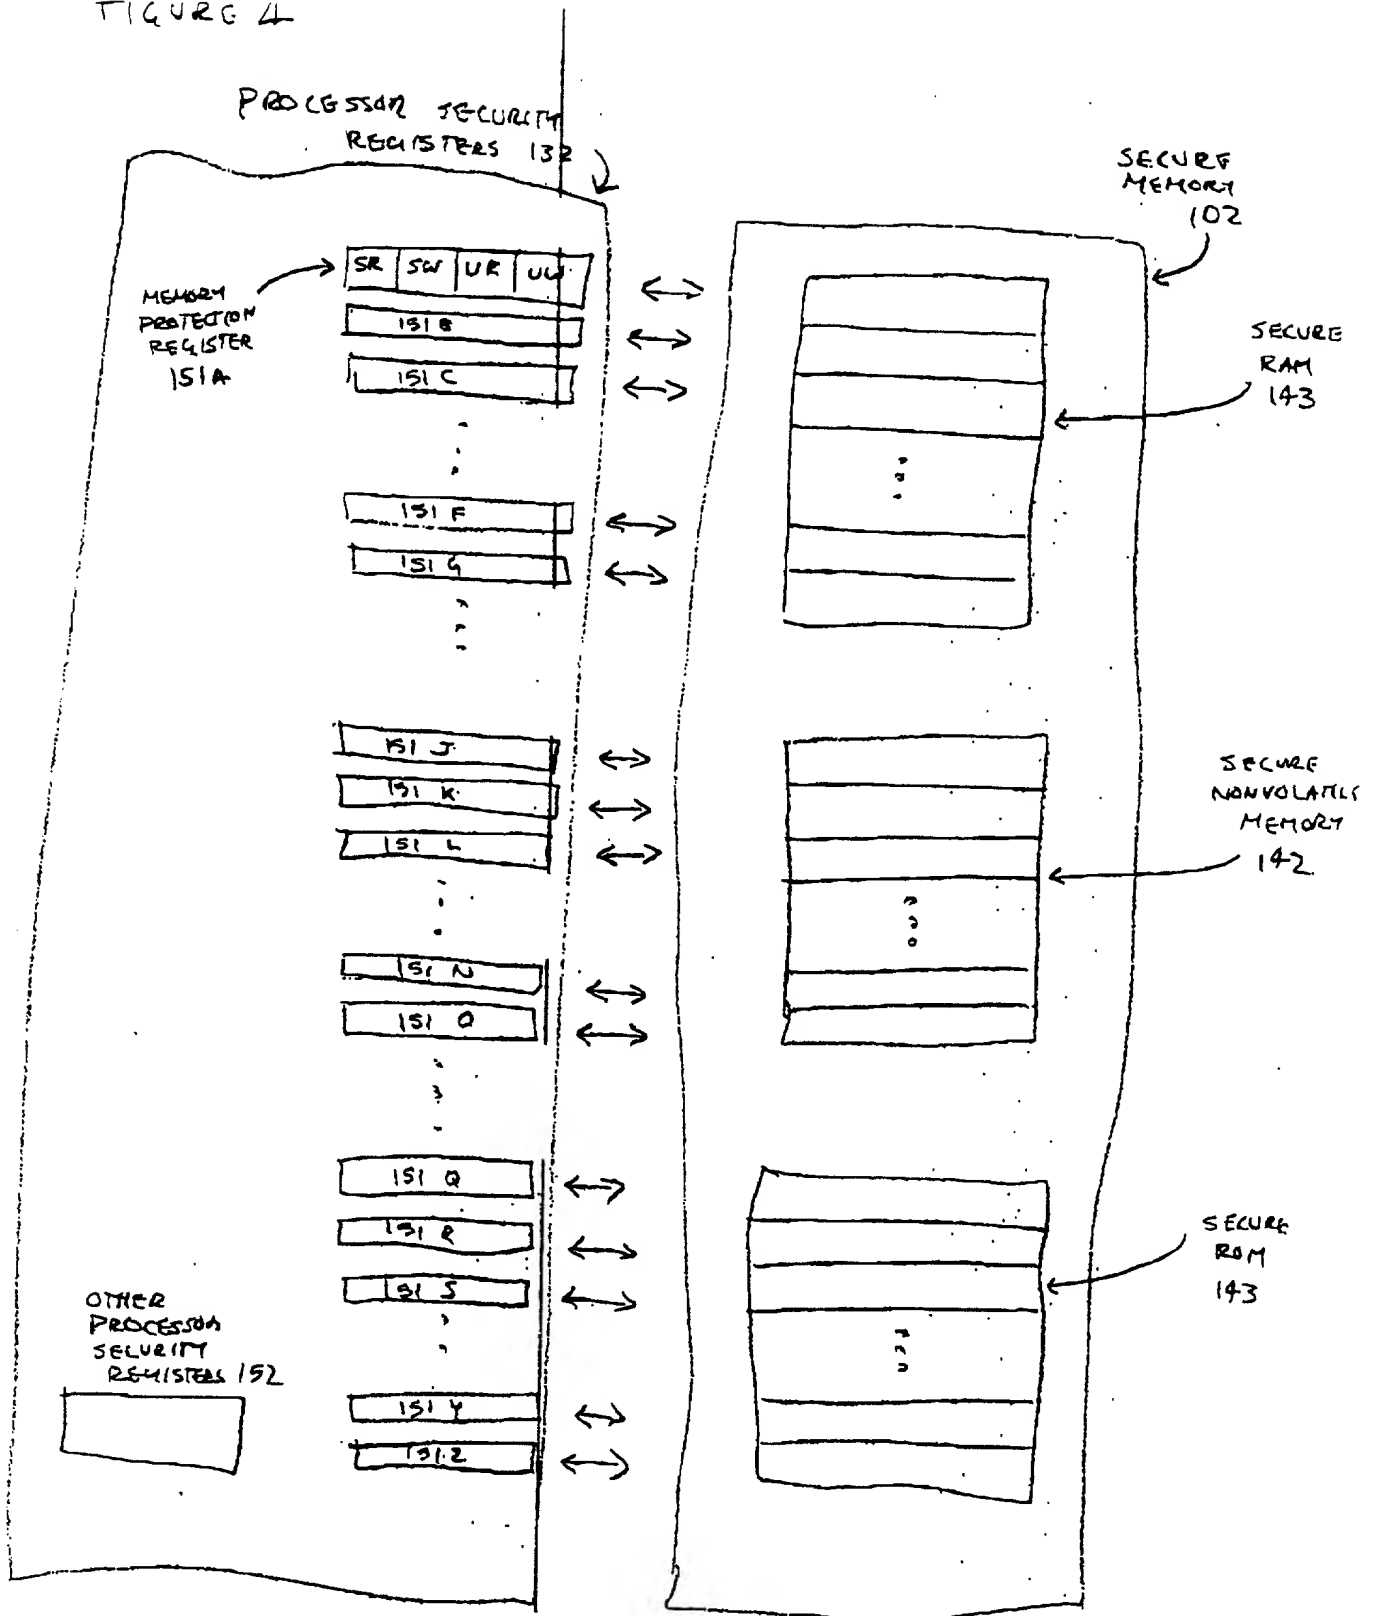 FIGURE 4
PROCESSOR SECURITY
REGISTERS 132
SECURE
MEMORY
102
MEMORY
PROTECTION
REGISTER
151A
SR SW UR UW
151 B
151 C
151 F
151 G
151 J
151 K
151 L
151 N
151 O
151 Q
151 R
151 S
151 Y
151 Z
SECURE
RAM
143
SECURE
NONVOLATILE
MEMORY
142
SECURE
ROM
143
OTHER
PROCESSOR
SECURITY
REGISTERS 152